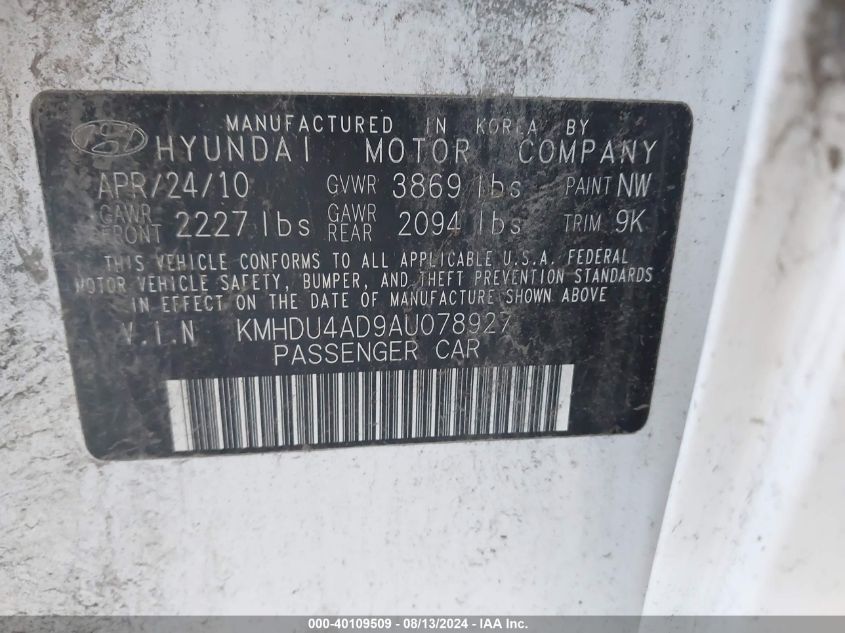 MANUFACTURED IN KOREA BY
HYUNDAI MOTOR COMPANY
APR/24/10 GVWR 3869 lbs PAINT NW
GAWR FRONT 2227 lbs GAWR REAR 2094 lbs TRIM 9K
THIS VEHICLE CONFORMS TO ALL APPLICABLE U.S.A. FEDERAL
MOTOR VEHICLE SAFETY, BUMPER, AND THEFT PREVENTION STANDARDS
IN EFFECT ON THE DATE OF MANUFACTURE SHOWN ABOVE
V.I.N KMHDU4AD9AU078927
PASSENGER CAR
000-40109509 - 08/13/2024 - IAA Inc.